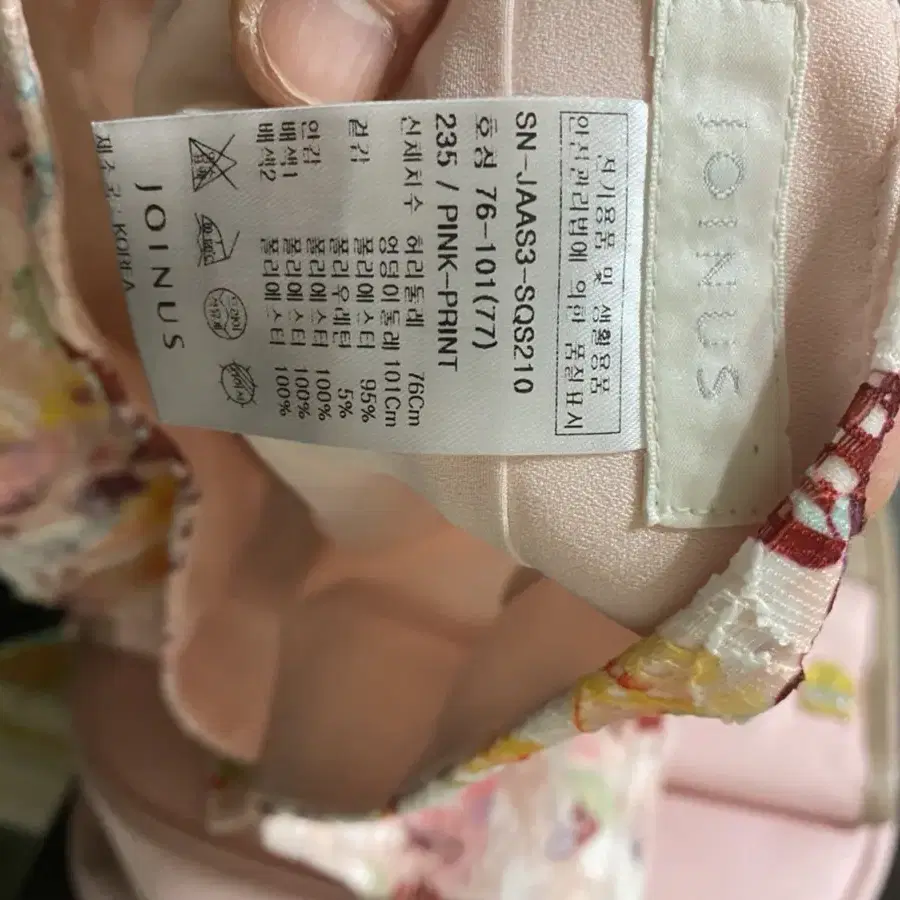 JOINUS
전기용품 및 생활용품
안전관리법에 의한 품질표시
SN-JAAS3-SQS210
호칭 76-101(77)
235 / PINK-PRINT
신체치수 허리둘레 76Cm
엉덩이둘레 101Cm
겉감 폴리에스터 95%
폴리우레탄 5%
안감 폴리에스터 100%
배색1 폴리에스터 100%
배색2 폴리에스터 100%
JOINUS
제조국 : KOREA